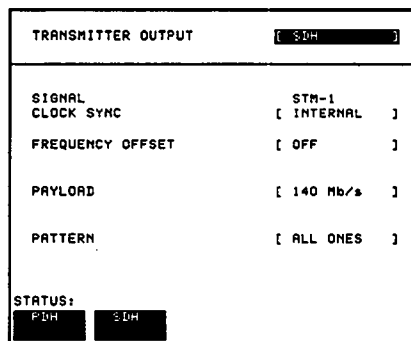 TRANSMITTER OUTPUT [ SDH ]
SIGNAL STM-1
CLOCK SYNC [ INTERNAL ]
FREQUENCY OFFSET [ OFF ]
PAYLOAD [ 140 Mb/s ]
PATTERN [ ALL ONES ]
STATUS:
PDH SDH